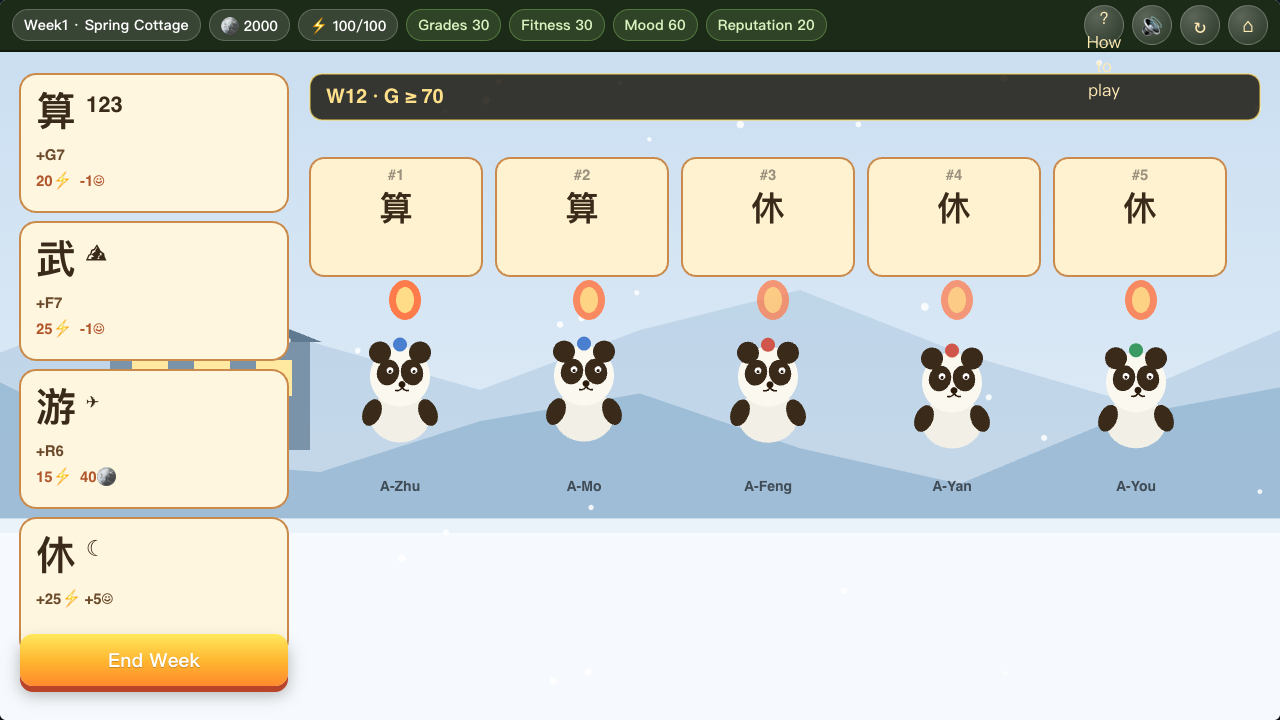 Week1 · Spring Cottage
2000
⚡ 100/100
Grades 30
Fitness 30
Mood 60
Reputation 20
?
How
to
play
算 123
+G7
20⚡ -1☺
武
+F7
25⚡ -1☺
游 ✈
+R6
15⚡ 40
休 ☾
+25⚡ +5☺
End Week
W12 · G ≥ 70
#1
算
#2
算
#3
休
#4
休
#5
休
A-Zhu
A-Mo
A-Feng
A-Yan
A-You